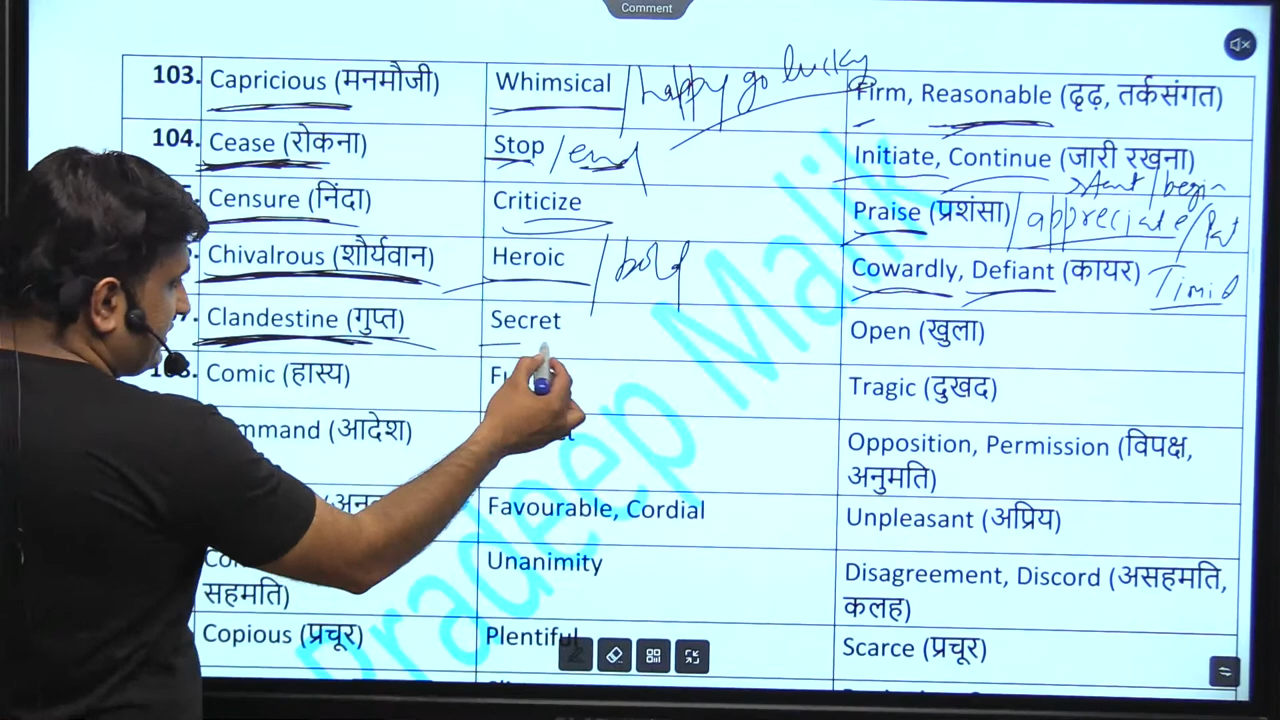 Comment
103. Capricious (मनमौजी) Whimsical / happy go lucky Firm, Reasonable (दृढ़, तर्कसंगत)
104. Cease (रोकना) Stop / end Initiate, Continue (जारी रखना)
Start / begin
Censure (निंदा) Criticize Praise (प्रशंसा) / appreciate / Pat
Chivalrous (शौर्यवान) Heroic / bold Cowardly, Defiant (कायर) Timid
7. Clandestine (गुप्त) Secret Open (खुला)
108. Comic (हास्य) Tragic (दुखद)
mmand (आदेश) Opposition, Permission (विपक्ष,
अनुमति)
Favourable, Cordial Unpleasant (अप्रिय)
Unanimity Disagreement, Discord (असहमति,
सहमति) कलह)
Copious (प्रचूर) Plentiful Scarce (प्रचूर)
Pradeep Malik